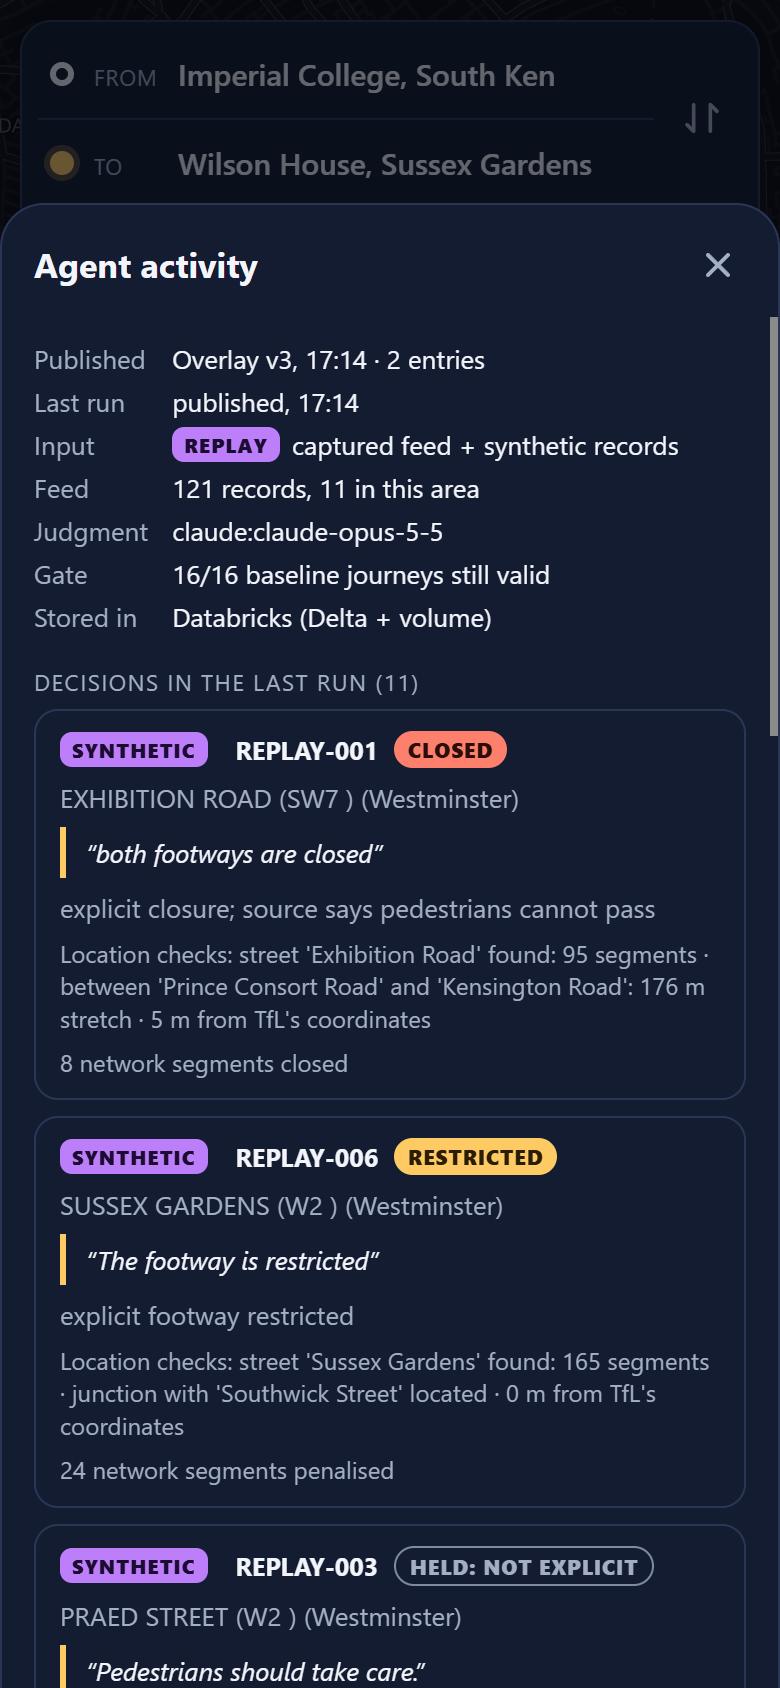 FROM Imperial College, South Ken
DA
TO Wilson House, Sussex Gardens
Agent activity
Published Overlay v3, 17:14 · 2 entries
Last run published, 17:14
Input REPLAY captured feed + synthetic records
Feed 121 records, 11 in this area
Judgment claude:claude-opus-5-5
Gate 16/16 baseline journeys still valid
Stored in Databricks (Delta + volume)
DECISIONS IN THE LAST RUN (11)
SYNTHETIC REPLAY-001 CLOSED
EXHIBITION ROAD (SW7 ) (Westminster)
“both footways are closed”
explicit closure; source says pedestrians cannot pass
Location checks: street 'Exhibition Road' found: 95 segments ·
between 'Prince Consort Road' and 'Kensington Road': 176 m
stretch · 5 m from TfL's coordinates
8 network segments closed
SYNTHETIC REPLAY-006 RESTRICTED
SUSSEX GARDENS (W2 ) (Westminster)
“The footway is restricted”
explicit footway restricted
Location checks: street 'Sussex Gardens' found: 165 segments
· junction with 'Southwick Street' located · 0 m from TfL's
coordinates
24 network segments penalised
SYNTHETIC REPLAY-003 HELD: NOT EXPLICIT
PRAED STREET (W2 ) (Westminster)
“Pedestrians should take care.”